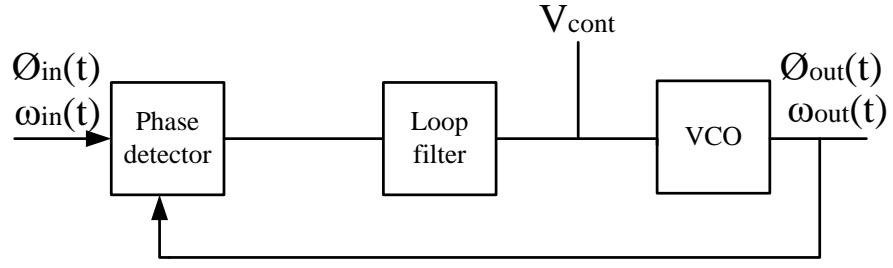 Vcont
Øin(t)
ωin(t)
Phase
detector
Loop
filter
VCO
Øout(t)
ωout(t)